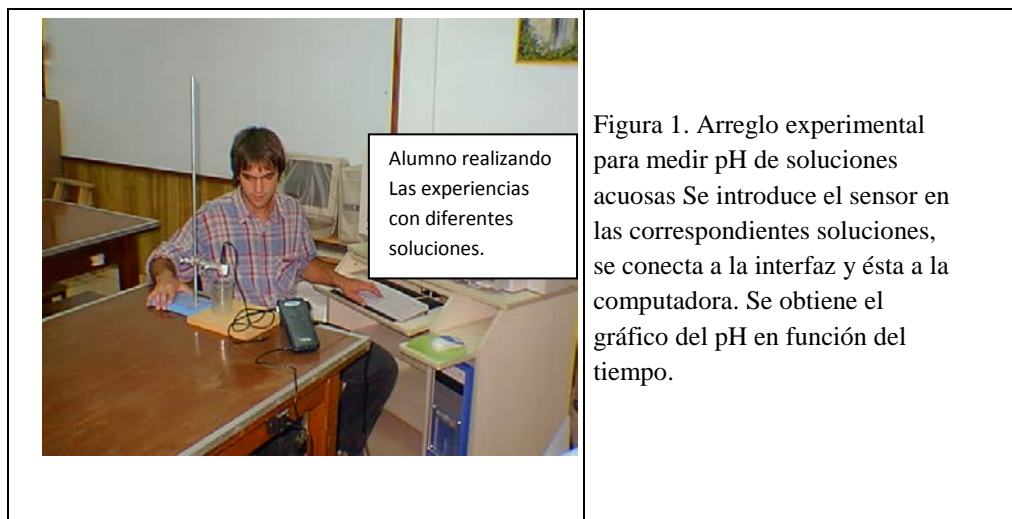 Alumno realizando
Las experiencias
con diferentes
soluciones.
Figura 1. Arreglo experimental
para medir pH de soluciones
acuosas Se introduce el sensor en
las correspondientes soluciones,
se conecta a la interfaz y ésta a la
computadora. Se obtiene el
gráfico del pH en función del
tiempo.